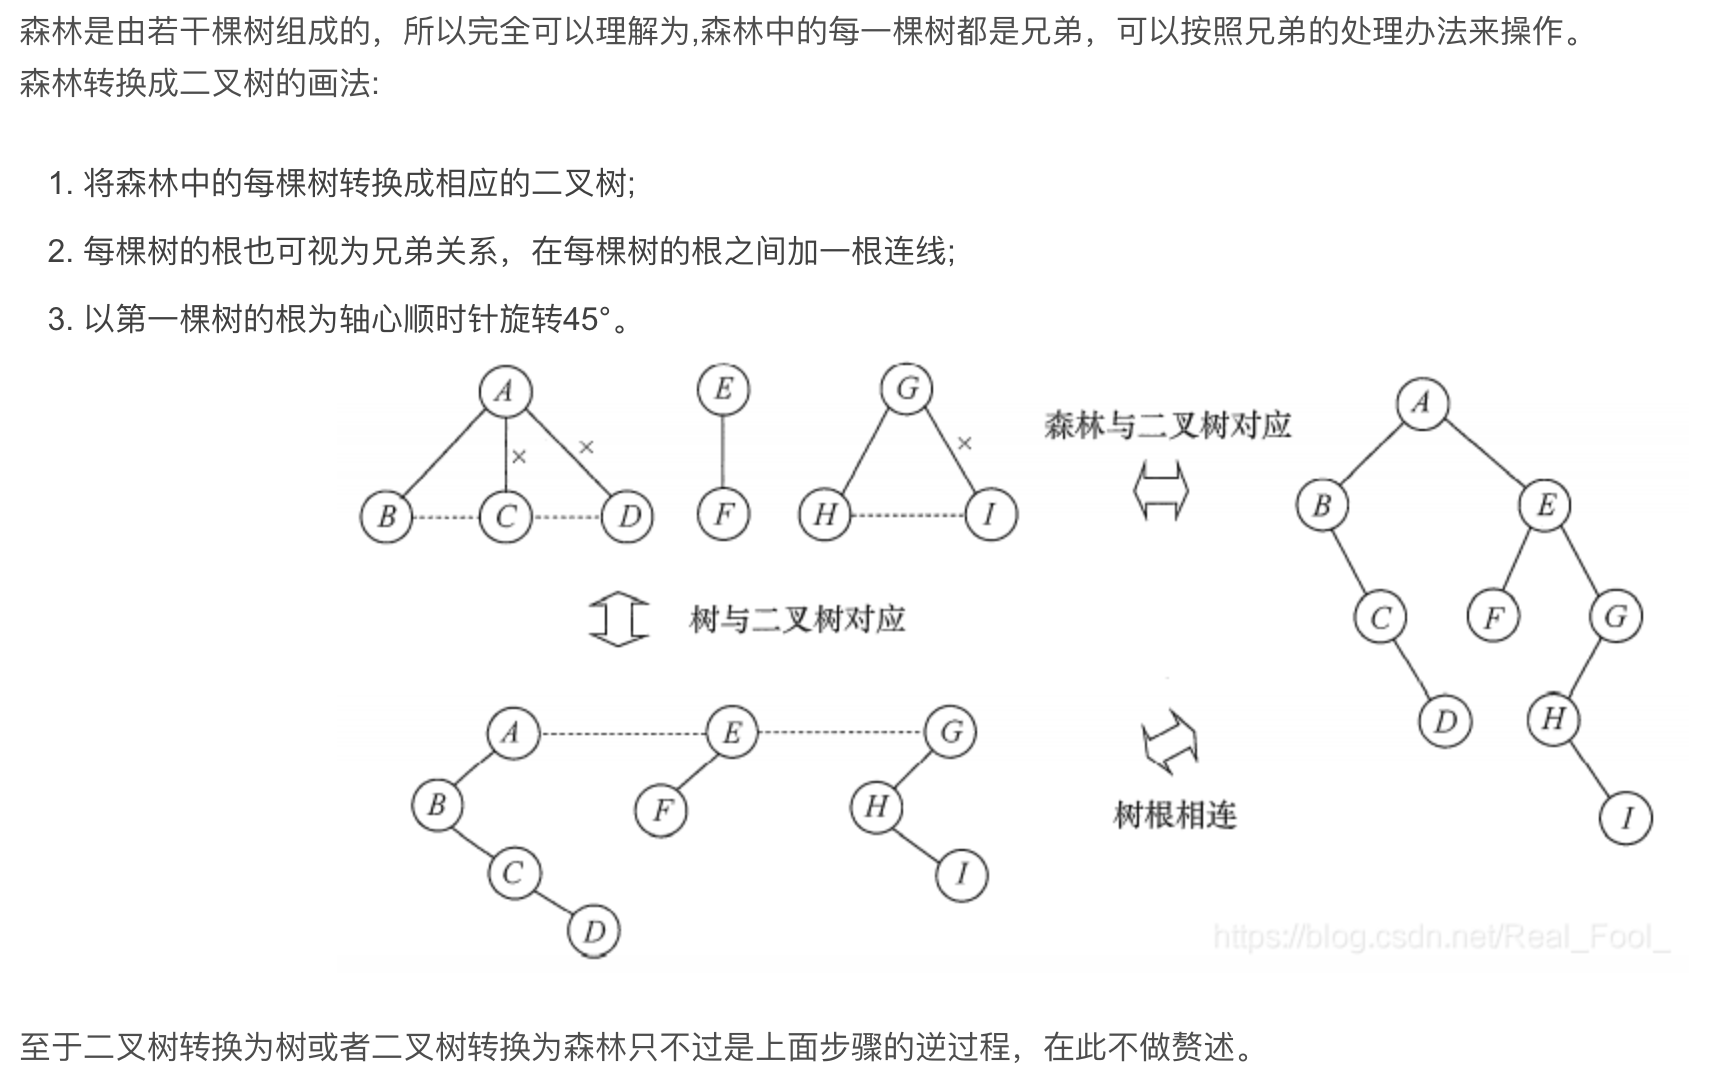 森林是由若干棵树组成的，所以完全可以理解为,森林中的每一棵树都是兄弟，可以按照兄弟的处理办法来操作。
森林转换成二叉树的画法:
1. 将森林中的每棵树转换成相应的二叉树;
2. 每棵树的根也可视为兄弟关系，在每棵树的根之间加一根连线;
3. 以第一棵树的根为轴心顺时针旋转45°。
A E G
× ×
×
B C D F H I
森林与二叉树对应
A
B E
C F G
D H
I
树与二叉树对应
A E G
B F H
C I
D
树根相连
https://blog.csdn.net/Real_Fool_
至于二叉树转换为树或者二叉树转换为森林只不过是上面步骤的逆过程，在此不做赘述。